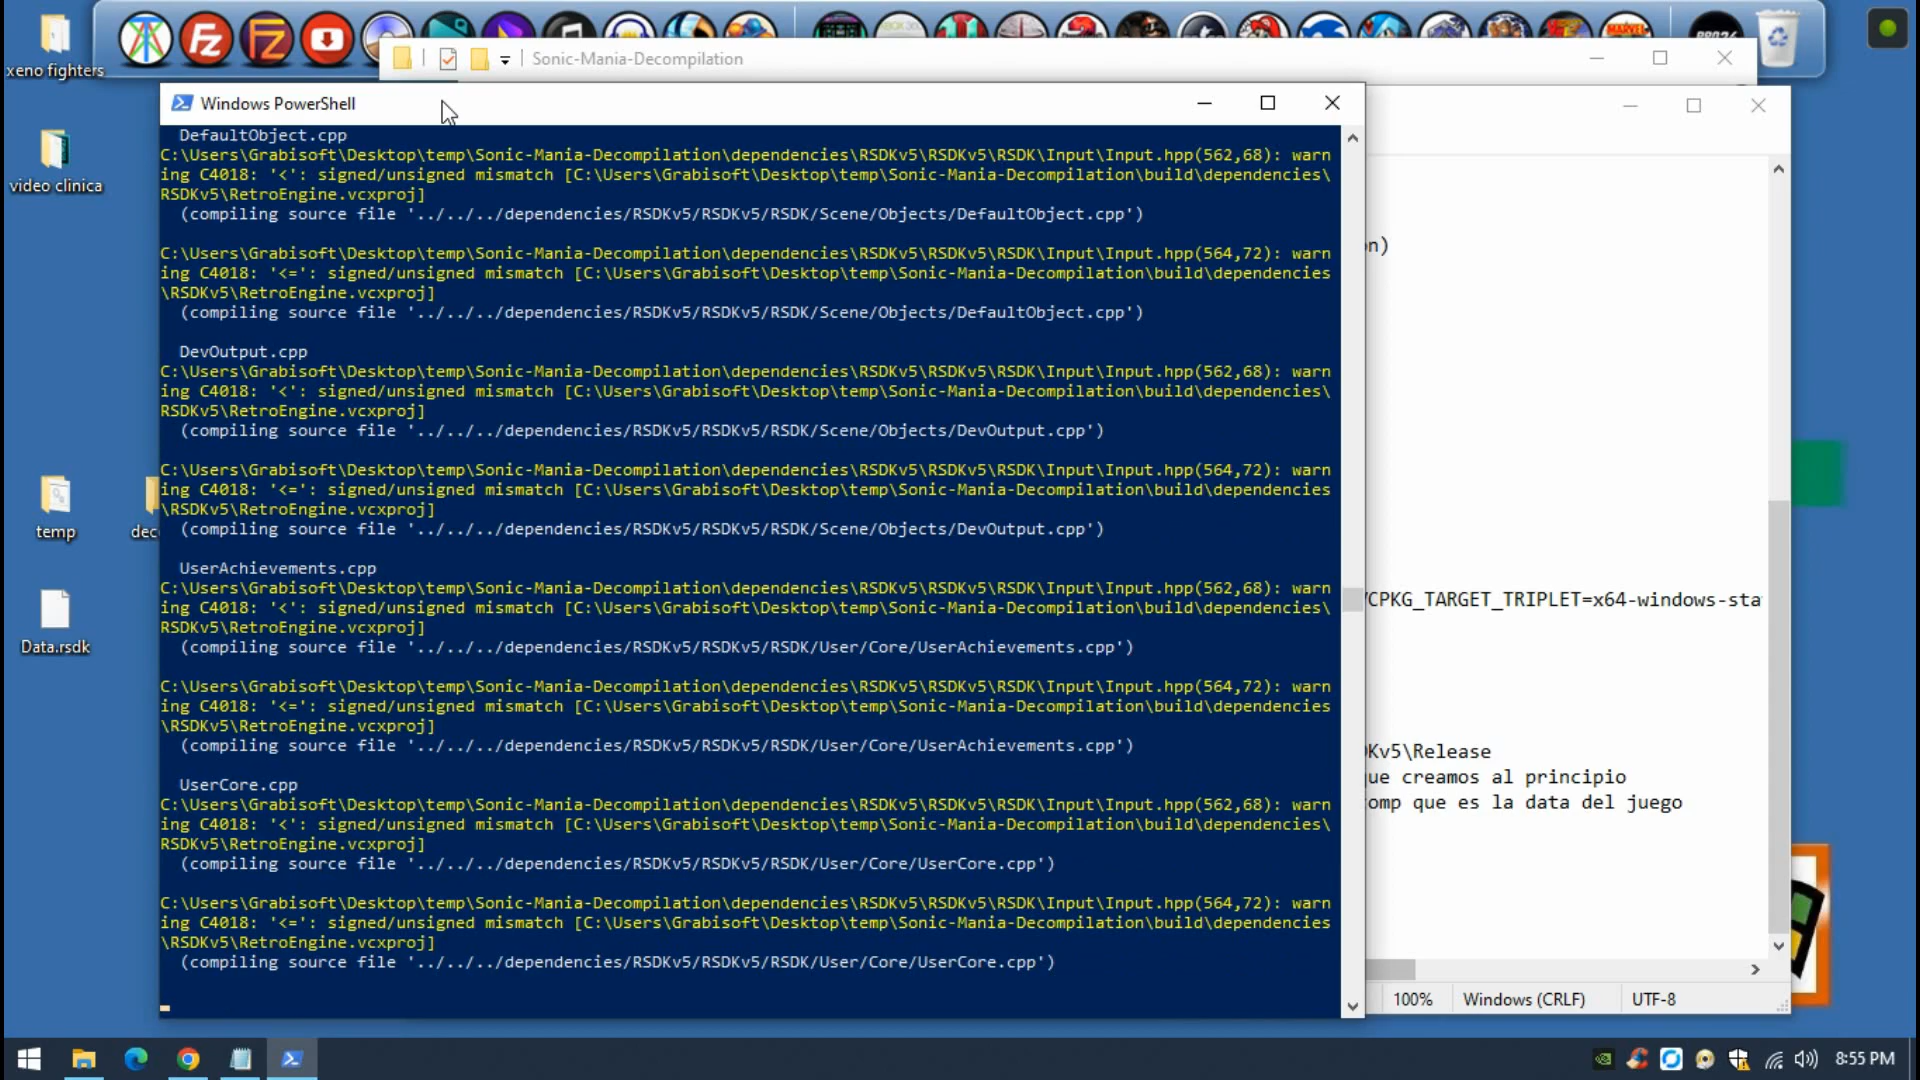 xeno fighters
video clinica
temp
dec
Data.rsdk
Sonic-Mania-Decompilation
Windows PowerShell
DefaultObject.cpp
C:\Users\Grabisoft\Desktop\temp\Sonic-Mania-Decompilation\dependencies\RSDKv5\RSDKv5\RSDK\Input\Input.hpp(562,68): warn
ing C4018: '<': signed/unsigned mismatch [C:\Users\Grabisoft\Desktop\temp\Sonic-Mania-Decompilation\build\dependencies\
RSDKv5\RetroEngine.vcxproj]
(compiling source file '../../../dependencies/RSDKv5/RSDKv5/RSDK/Scene/Objects/DefaultObject.cpp')
C:\Users\Grabisoft\Desktop\temp\Sonic-Mania-Decompilation\dependencies\RSDKv5\RSDKv5\RSDK\Input\Input.hpp(564,72): warn
ing C4018: '<=': signed/unsigned mismatch [C:\Users\Grabisoft\Desktop\temp\Sonic-Mania-Decompilation\build\dependencies
\RSDKv5\RetroEngine.vcxproj]
(compiling source file '../../../dependencies/RSDKv5/RSDKv5/RSDK/Scene/Objects/DefaultObject.cpp')
DevOutput.cpp
C:\Users\Grabisoft\Desktop\temp\Sonic-Mania-Decompilation\dependencies\RSDKv5\RSDKv5\RSDK\Input\Input.hpp(562,68): warn
ing C4018: '<': signed/unsigned mismatch [C:\Users\Grabisoft\Desktop\temp\Sonic-Mania-Decompilation\build\dependencies\
RSDKv5\RetroEngine.vcxproj]
(compiling source file '../../../dependencies/RSDKv5/RSDKv5/RSDK/Scene/Objects/DevOutput.cpp')
C:\Users\Grabisoft\Desktop\temp\Sonic-Mania-Decompilation\dependencies\RSDKv5\RSDKv5\RSDK\Input\Input.hpp(564,72): warn
ing C4018: '<=': signed/unsigned mismatch [C:\Users\Grabisoft\Desktop\temp\Sonic-Mania-Decompilation\build\dependencies
\RSDKv5\RetroEngine.vcxproj]
(compiling source file '../../../dependencies/RSDKv5/RSDKv5/RSDK/Scene/Objects/DevOutput.cpp')
UserAchievements.cpp
C:\Users\Grabisoft\Desktop\temp\Sonic-Mania-Decompilation\dependencies\RSDKv5\RSDKv5\RSDK\Input\Input.hpp(562,68): warn
ing C4018: '<': signed/unsigned mismatch [C:\Users\Grabisoft\Desktop\temp\Sonic-Mania-Decompilation\build\dependencies\
RSDKv5\RetroEngine.vcxproj]
(compiling source file '../../../dependencies/RSDKv5/RSDKv5/RSDK/User/Core/UserAchievements.cpp')
C:\Users\Grabisoft\Desktop\temp\Sonic-Mania-Decompilation\dependencies\RSDKv5\RSDKv5\RSDK\Input\Input.hpp(564,72): warn
ing C4018: '<=': signed/unsigned mismatch [C:\Users\Grabisoft\Desktop\temp\Sonic-Mania-Decompilation\build\dependencies
\RSDKv5\RetroEngine.vcxproj]
(compiling source file '../../../dependencies/RSDKv5/RSDKv5/RSDK/User/Core/UserAchievements.cpp')
UserCore.cpp
C:\Users\Grabisoft\Desktop\temp\Sonic-Mania-Decompilation\dependencies\RSDKv5\RSDKv5\RSDK\Input\Input.hpp(562,68): warn
ing C4018: '<': signed/unsigned mismatch [C:\Users\Grabisoft\Desktop\temp\Sonic-Mania-Decompilation\build\dependencies\
RSDKv5\RetroEngine.vcxproj]
(compiling source file '../../../dependencies/RSDKv5/RSDKv5/RSDK/User/Core/UserCore.cpp')
C:\Users\Grabisoft\Desktop\temp\Sonic-Mania-Decompilation\dependencies\RSDKv5\RSDKv5\RSDK\Input\Input.hpp(564,72): warn
ing C4018: '<=': signed/unsigned mismatch [C:\Users\Grabisoft\Desktop\temp\Sonic-Mania-Decompilation\build\dependencies
\RSDKv5\RetroEngine.vcxproj]
(compiling source file '../../../dependencies/RSDKv5/RSDKv5/RSDK/User/Core/UserCore.cpp')
n)
CPKG_TARGET_TRIPLET=x64-windows-sta
Kv5\Release
ue creamos al principio
omp que es la data del juego
100%
Windows (CRLF)
UTF-8
8:55 PM